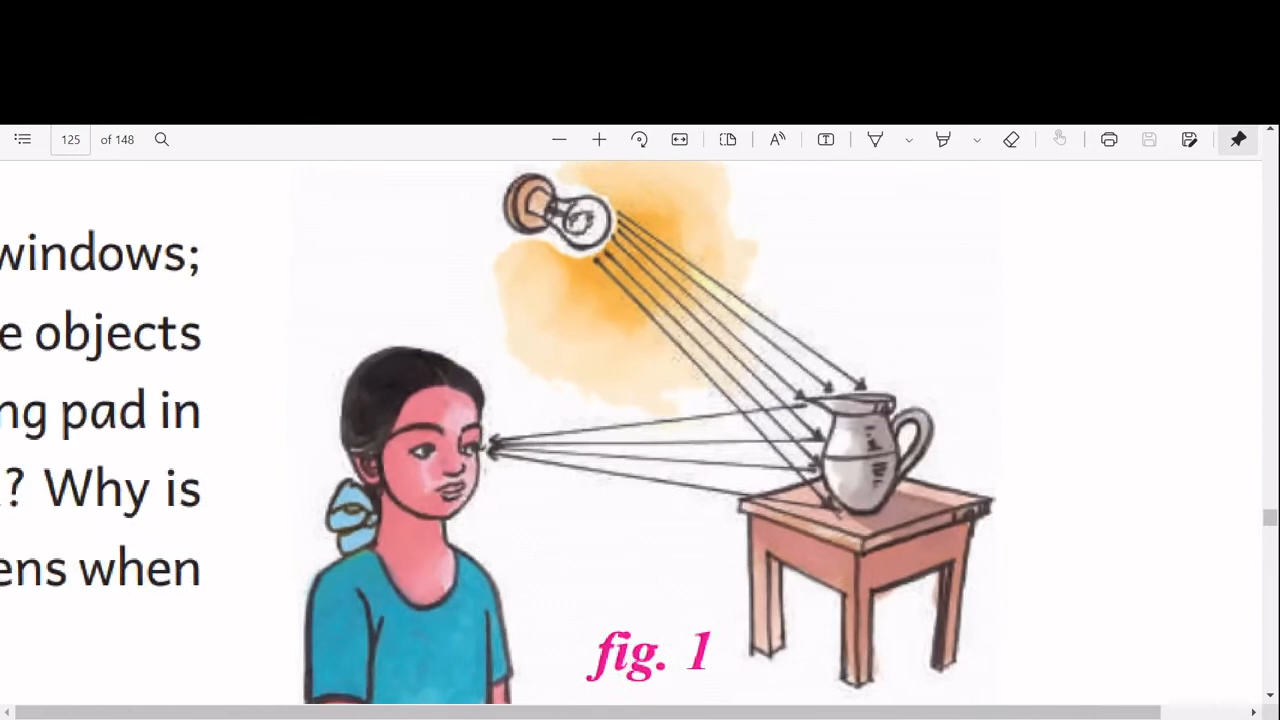 125 of 148
windows;
e objects
ng pad in
? Why is
ens when
fig. 1